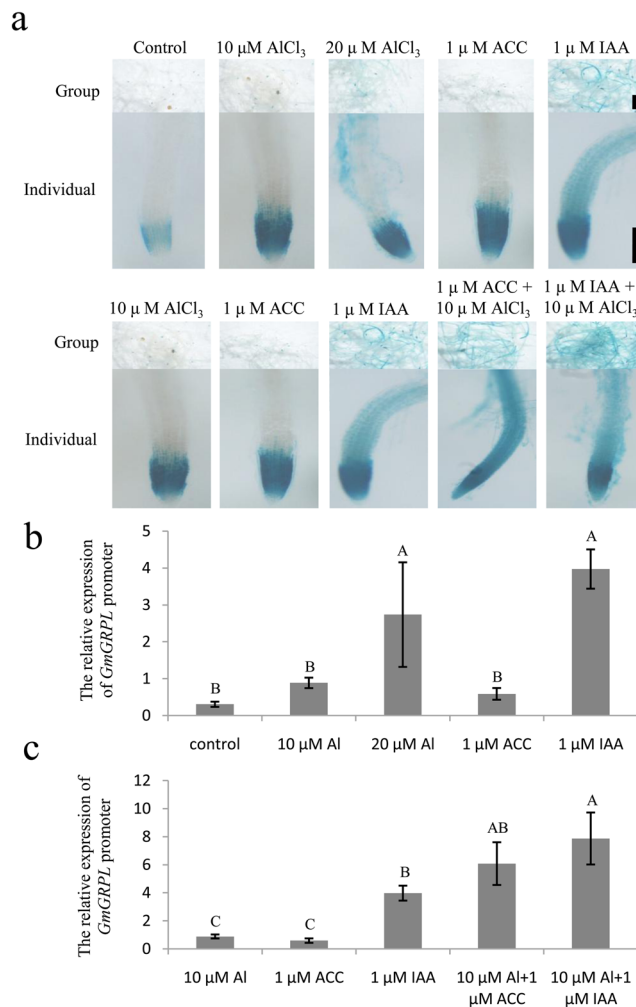 a
Control 10 μM AlCl3 20 μ M AlCl3 1 μ M ACC 1 μ M IAA
Group
Individual
10 μ M AlCl3 1 μ M ACC 1 μ M IAA 1 μ M ACC + 10 μ M AlCl3 1 μ M IAA + 10 μ M AlCl3
Group
Individual
b
The relative expression
of GmGRPL promoter
5
4
3
2
1
0
B B A B A
control 10 μM Al 20 μM Al 1 μM ACC 1 μM IAA
c
The relative expression of
GmGRPL promoter
12
10
8
6
4
2
0
C C B AB A
10 μM Al 1 μM ACC 1 μM IAA 10 μM Al+1 μM ACC 10 μM Al+1 μM IAA